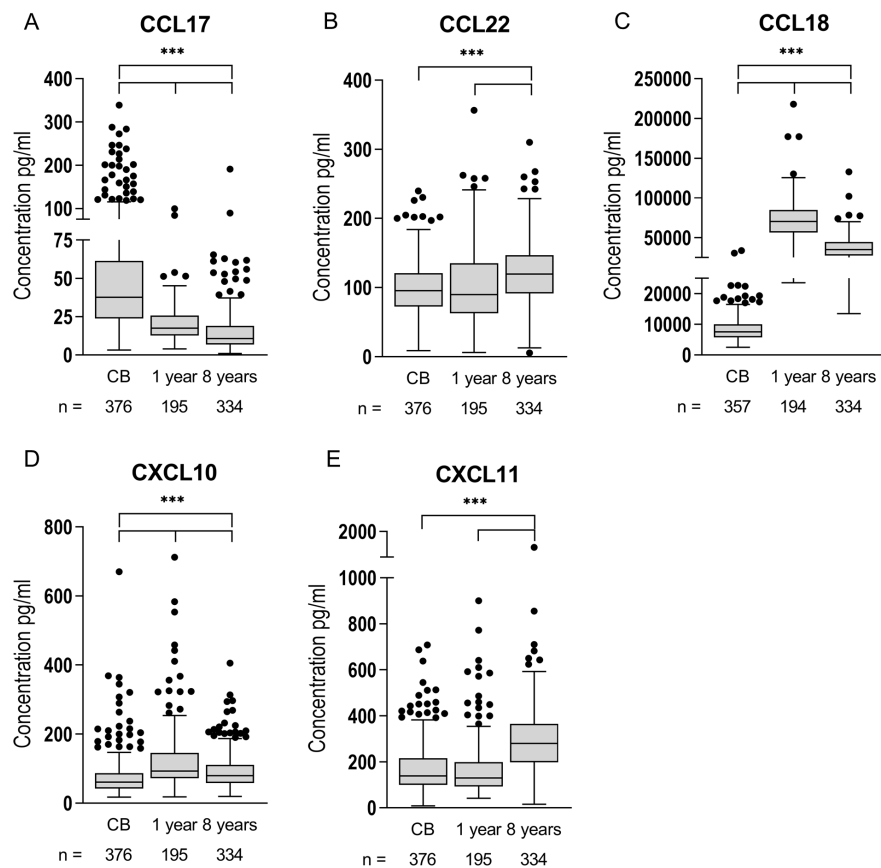 A
CCL17
***
Concentration pg/ml
400
300
200
100
75
50
25
0
CB 1 year 8 years
n = 376 195 334
B
CCL22
***
400
300
200
100
0
CB 1 year 8 years
n = 376 195 334
C
CCL18
***
Concentration pg/ml
250000
200000
150000
100000
50000
20000
10000
0
CB 1 year 8 years
n = 357 194 334
D
CXCL10
***
Concentration pg/ml
800
600
400
200
0
CB 1 year 8 years
n = 376 195 334
E
CXCL11
***
Concentration pg/ml
2000
1000
800
600
400
200
0
CB 1 year 8 years
n = 376 195 334